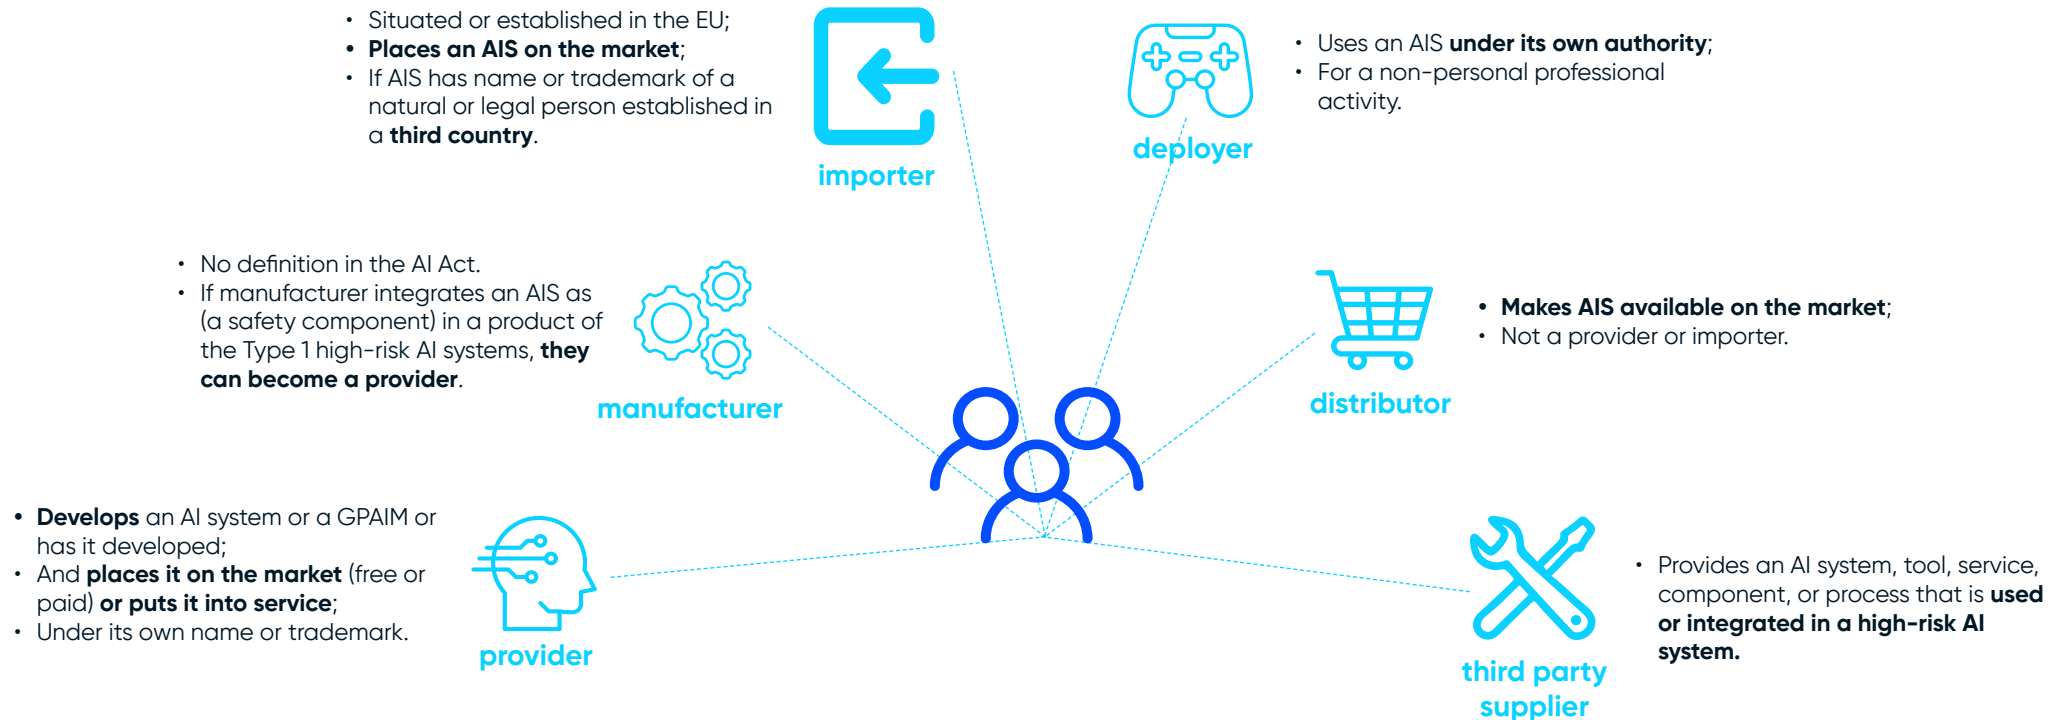 • Situated or established in the EU;
• Places an AIS on the market;
• If AIS has name or trademark of a
natural or legal person established in
a third country.
importer
• Uses an AIS under its own authority;
• For a non-personal professional
activity.
deployer
• No definition in the AI Act.
• If manufacturer integrates an AIS as
(a safety component) in a product of
the Type 1 high-risk AI systems, they
can become a provider.
manufacturer
• Makes AIS available on the market;
• Not a provider or importer.
distributor
• Develops an AI system or a GPAIM or
has it developed;
• And places it on the market (free or
paid) or puts it into service;
• Under its own name or trademark.
provider
• Provides an AI system, tool, service,
component, or process that is used
or integrated in a high-risk AI
system.
third party
supplier